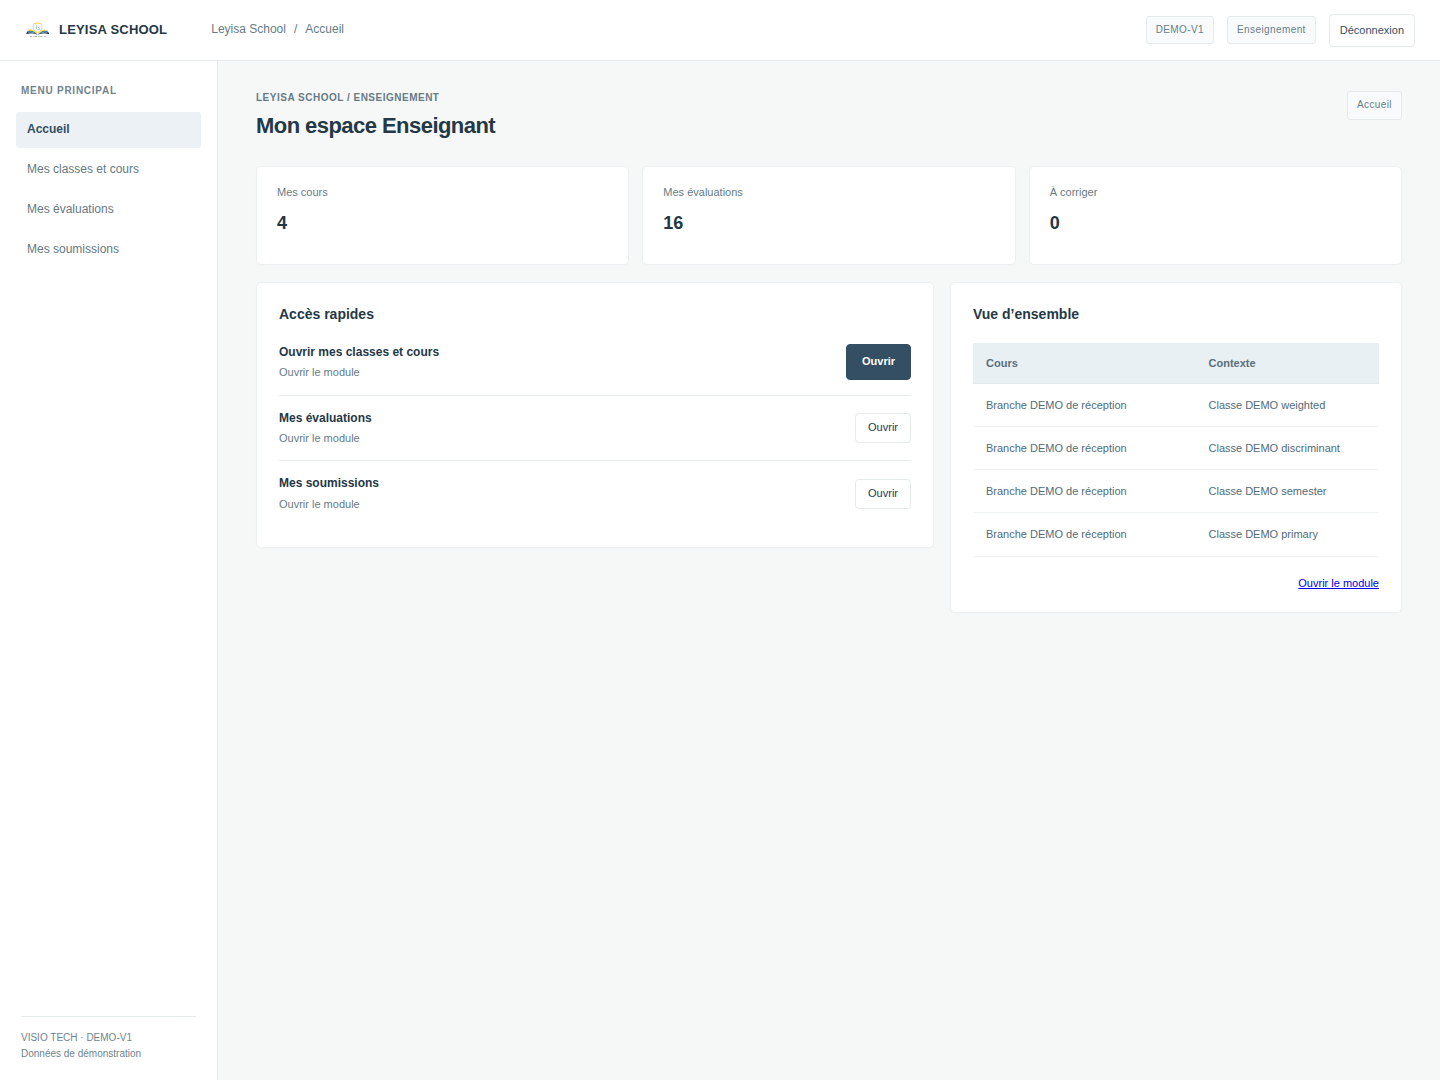 LEYISA SCHOOL
Leyisa School / Accueil
DEMO-V1
Enseignement
Déconnexion
MENU PRINCIPAL
Accueil
Mes classes et cours
Mes évaluations
Mes soumissions
VISIO TECH · DEMO-V1
Données de démonstration
LEYISA SCHOOL / ENSEIGNEMENT
Mon espace Enseignant
Accueil
Mes cours
4
Mes évaluations
16
À corriger
0
Accès rapides
Ouvrir mes classes et cours
Ouvrir le module
Ouvrir
Mes évaluations
Ouvrir le module
Ouvrir
Mes soumissions
Ouvrir le module
Ouvrir
Vue d’ensemble
Cours Contexte
Branche DEMO de réception Classe DEMO weighted
Branche DEMO de réception Classe DEMO discriminant
Branche DEMO de réception Classe DEMO semester
Branche DEMO de réception Classe DEMO primary
Ouvrir le module